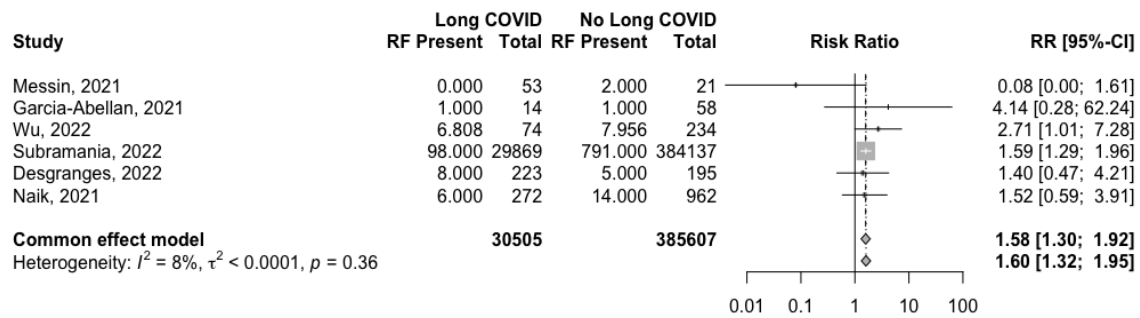 Long COVID No Long COVID
Study RF Present Total RF Present Total Risk Ratio RR [95%-CI]
Messin, 2021 0.000 53 2.000 21 0.08 [0.00; 1.61]
Garcia-Abellan, 2021 1.000 14 1.000 58 4.14 [0.28; 62.24]
Wu, 2022 6.808 74 7.956 234 2.71 [1.01; 7.28]
Subramania, 2022 98.000 29869 791.000 384137 1.59 [1.29; 1.96]
Desgranges, 2022 8.000 223 5.000 195 1.40 [0.47; 4.21]
Naik, 2021 6.000 272 14.000 962 1.52 [0.59; 3.91]
Common effect model 30505 385607 1.58 [1.30; 1.92]
Heterogeneity: I² = 8%, τ² < 0.0001, p = 0.36 1.60 [1.32; 1.95]
0.01 0.1 1 10 100